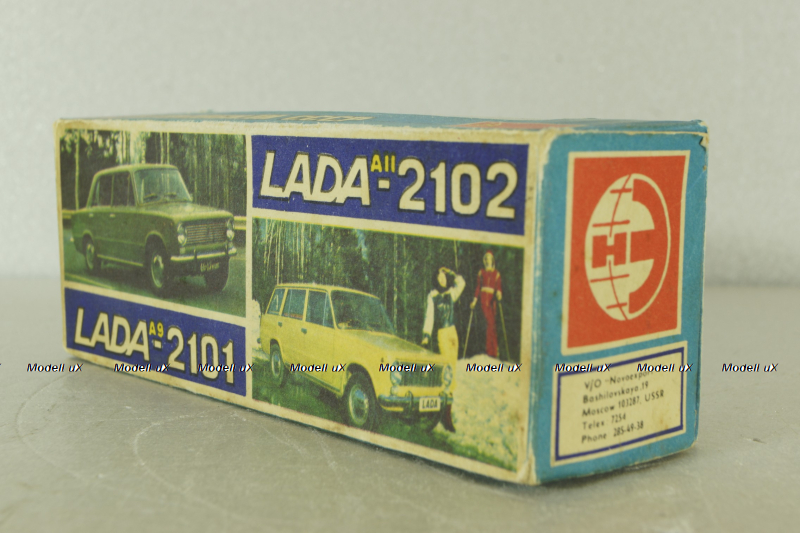 LADA A11-2102
LADA A9-2101
LADA
H
V/O
Bashilovskaya,19
Moscow 103287, USSR
Telex 7254
Phone 285-49-38
Modell uX Modell uX Modell uX Modell uX Modell uX Modell uX Modell uX Modell uX Modell uX